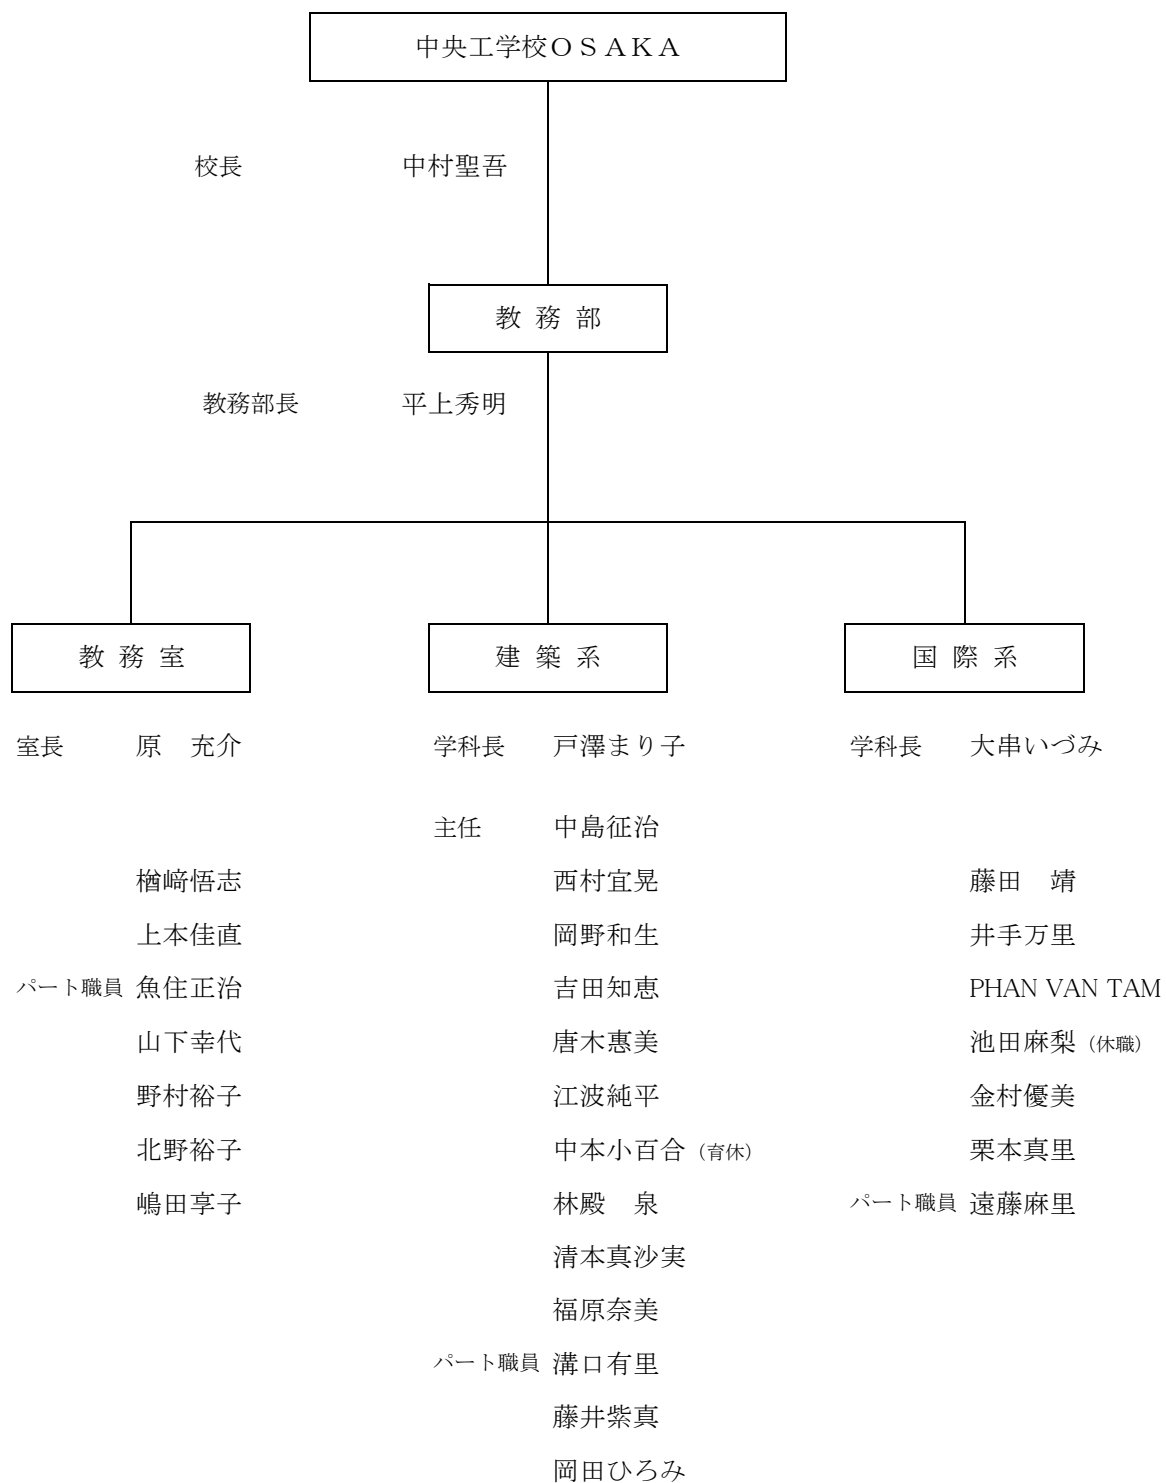 中央工学校ＯＳＡＫＡ
校長　中村聖吾
教 務 部
教務部長　平上秀明
教 務 室
室長　原　充介
楢﨑悟志
上本佳直
パート職員 魚住正治
山下幸代
野村裕子
北野裕子
嶋田享子
建 築 系
学科長　戸澤まり子
主任　中島征治
西村宜晃
岡野和生
吉田知恵
唐木惠美
江波純平
中本小百合（育休）
林殿　泉
清本真沙実
福原奈美
パート職員 溝口有里
藤井紫真
岡田ひろみ
国 際 系
学科長　大串いづみ
藤田　靖
井手万里
PHAN VAN TAM
池田麻梨（休職）
金村優美
栗本真里
パート職員 遠藤麻里